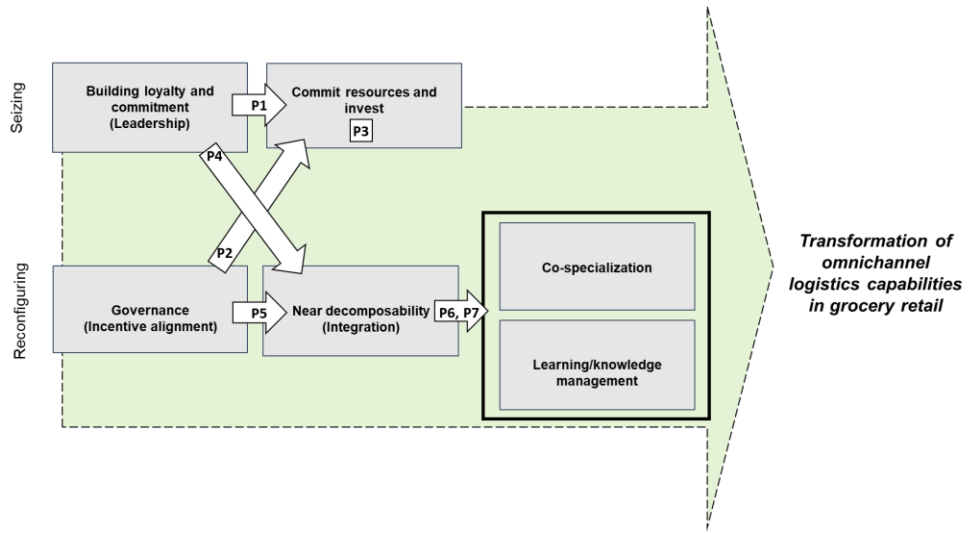 Seizing
Building loyalty and
commitment
(Leadership)
P1
Commit resources and
invest
P3
P4
P2
Reconfiguring
Governance
(Incentive alignment)
P5
Near decomposability
(Integration)
P6, P7
Co-specialization
Learning/knowledge
management
Transformation of
omnichannel
logistics capabilities
in grocery retail